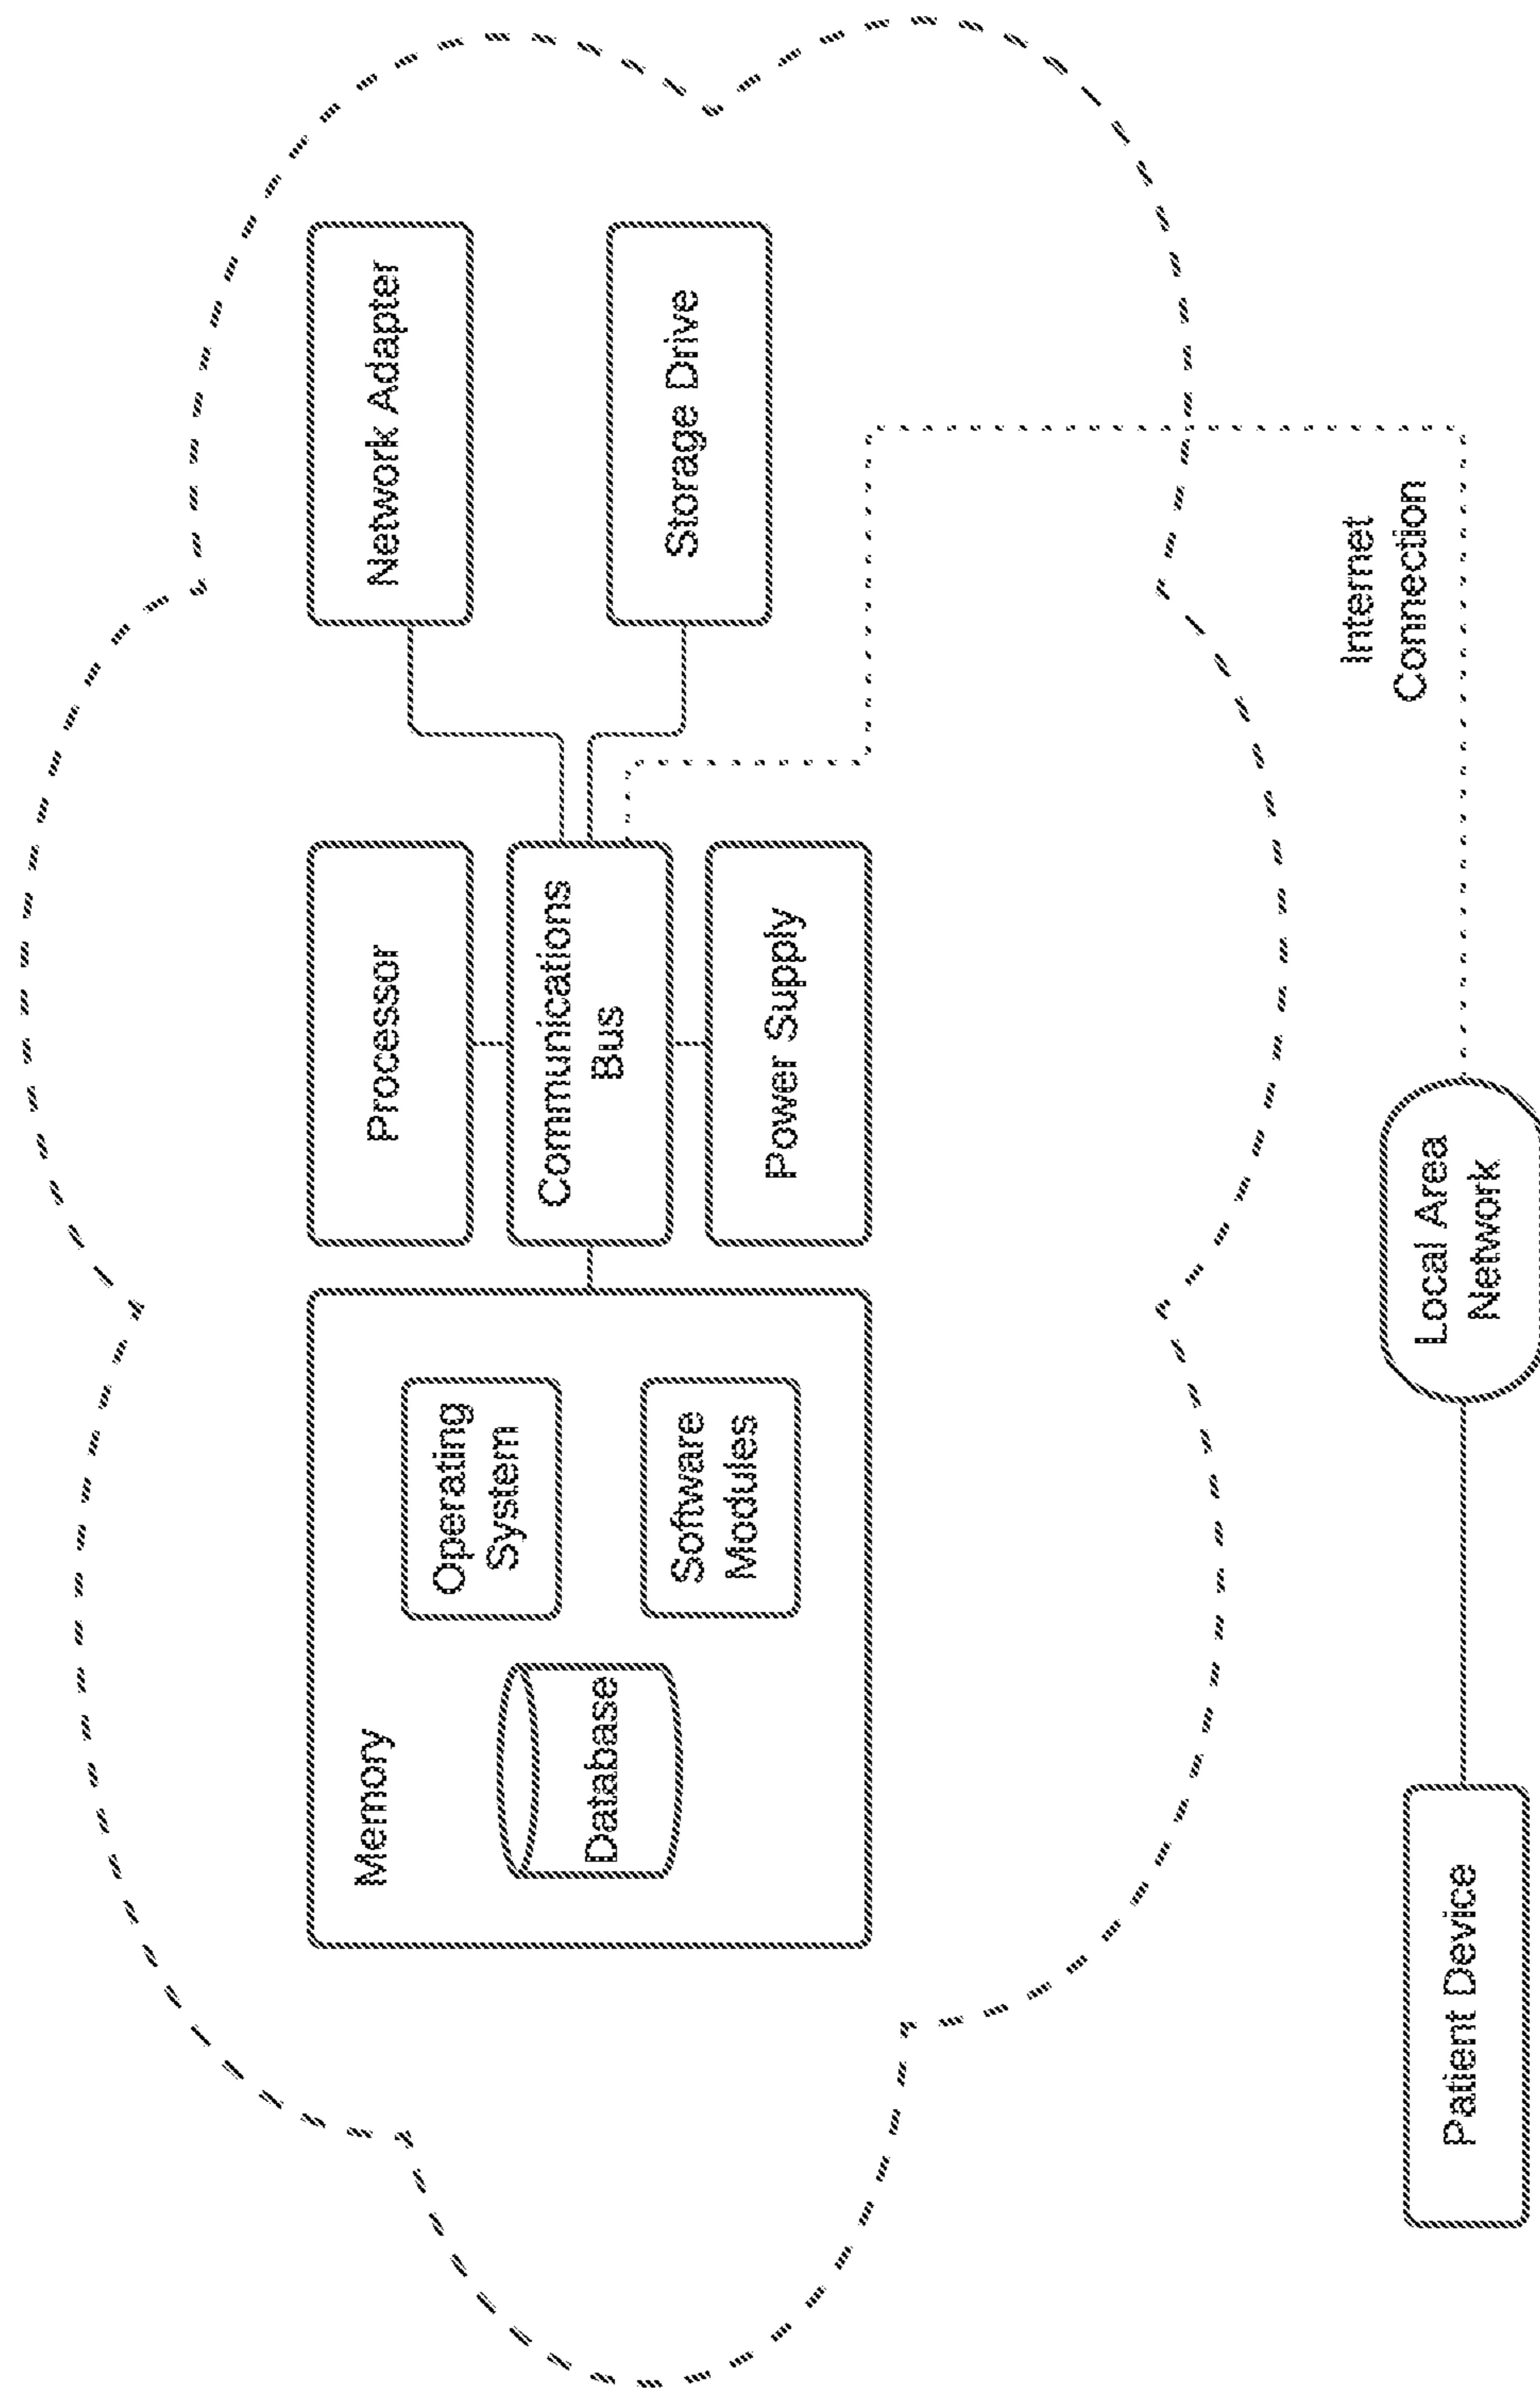 Memory
Database
Operating
System
Software
Modules
Processor
Communications
Bus
Power Supply
Network Adapter
Storage Drive
Patient Device
Local Area
Network
Internet
Connection